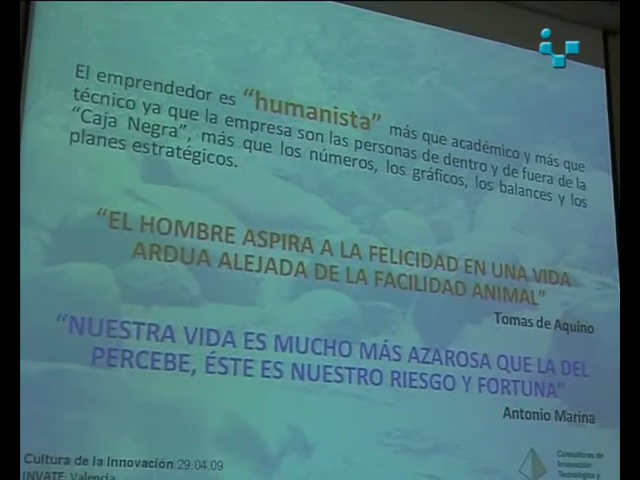 El emprendedor es "humanista" más que académico y más que
técnico ya que la empresa son las personas de dentro y de fuera de la
"Caja Negra", más que los números, los gráficos, los balances y los
planes estratégicos.
"EL HOMBRE ASPIRA A LA FELICIDAD EN UNA VIDA
ARDUA ALEJADA DE LA FACILIDAD ANIMAL"
Tomas de Aquino
"NUESTRA VIDA ES MUCHO MÁS AZAROSA QUE LA DEL
PERCEBE, ÉSTE ES NUESTRO RIESGO Y FORTUNA"
Antonio Marina
Cultura de la Innovación 29.04.09
INVATE, Valencia
Consultores de
Innovación
Tecnológica y